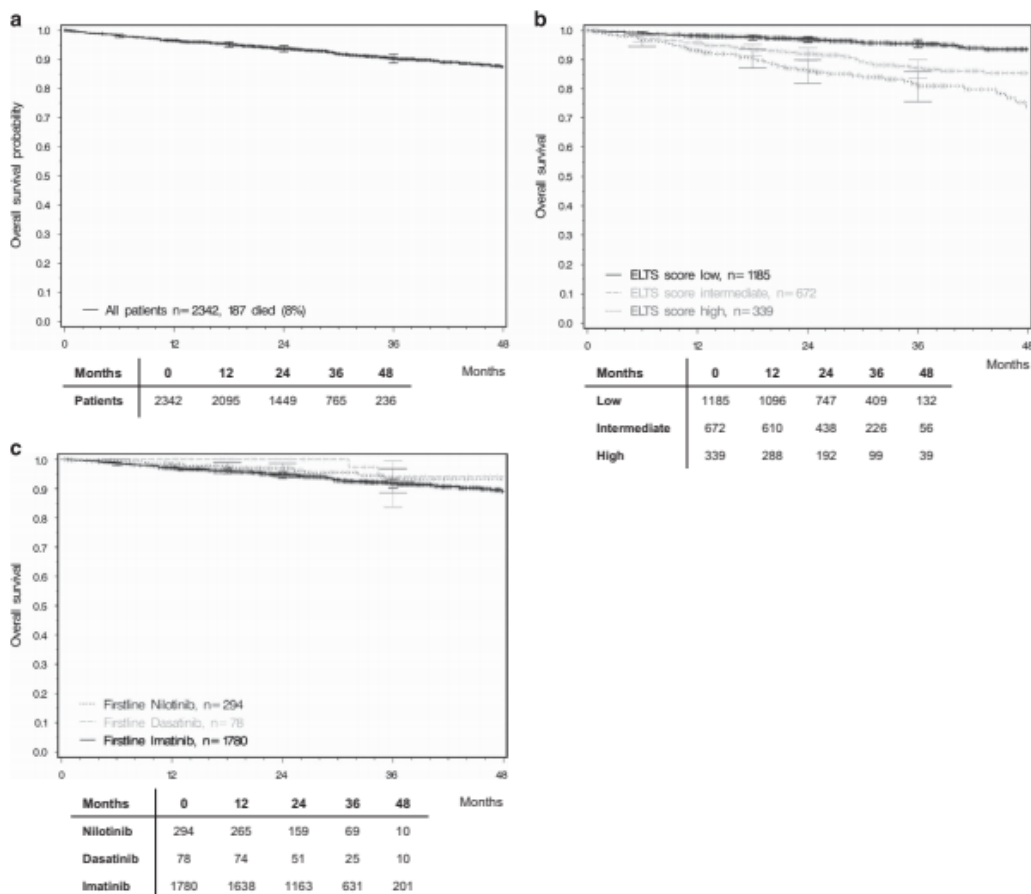 a
Overall survival probability
1.0
0.9
0.8
0.7
0.6
0.5
0.4
0.3
0.2
0.1
0.0
All patients n=2342, 187 died (8%)
0 12 24 36 48
Months
Months 0 12 24 36 48
Patients 2342 2095 1449 765 236
b
Overall survival
1.0
0.9
0.8
0.7
0.6
0.5
0.4
0.3
0.2
0.1
0.0
ELTS score low, n=1185
ELTS score intermediate, n=672
ELTS score high, n=339
0 12 24 36 48
Months
Months 0 12 24 36 48
Low 1185 1096 747 409 132
Intermediate 672 610 438 226 56
High 339 288 192 99 39
c
Overall survival
1.0
0.9
0.8
0.7
0.6
0.5
0.4
0.3
0.2
0.1
0.0
Firstline Nilotinib, n=294
Firstline Dasatinib, n=78
Firstline Imatinib, n=1780
0 12 24 36 48
Months
Months 0 12 24 36 48
Nilotinib 294 265 159 69 10
Dasatinib 78 74 51 25 10
Imatinib 1780 1638 1163 631 201